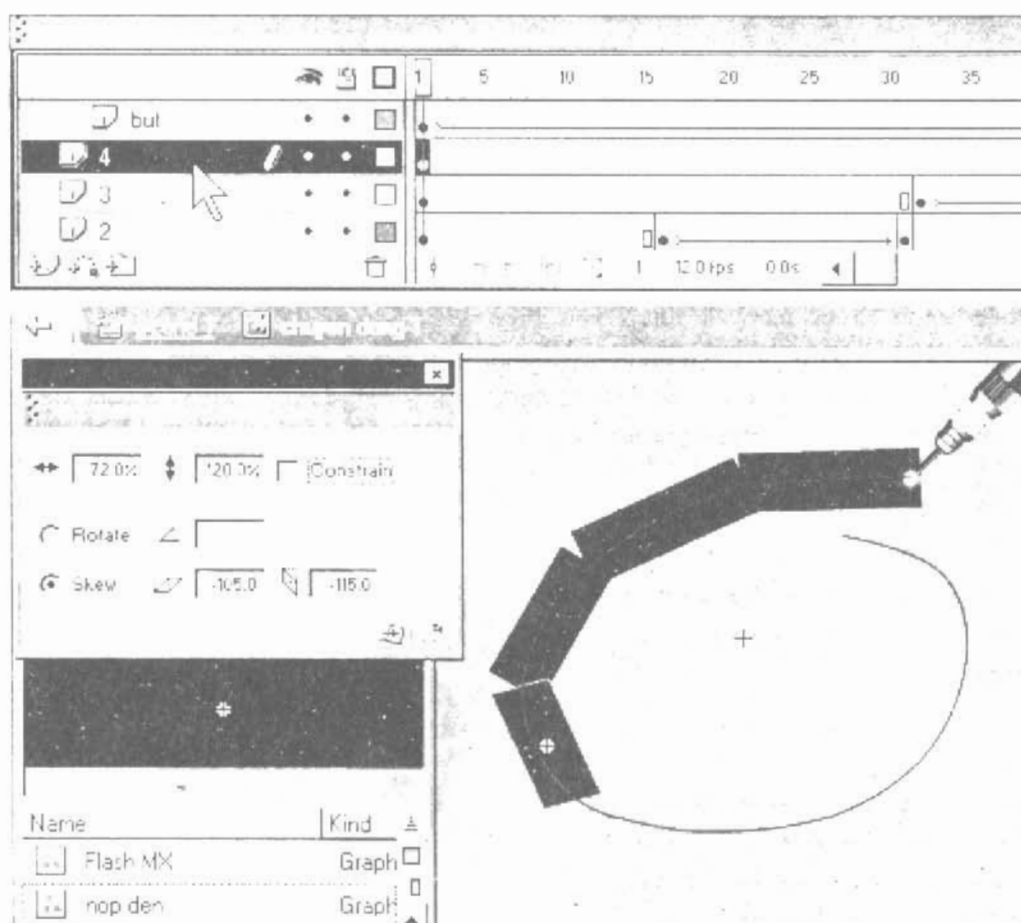 1 5 10 15 20 25 30 35
but
4
3
2
1 12.0 fps 0.0s
72.0% 120.0% Constrain
Rotate
Skew -105.0 -115.0
Name Kind
Flash MX Graph
nop den Graph